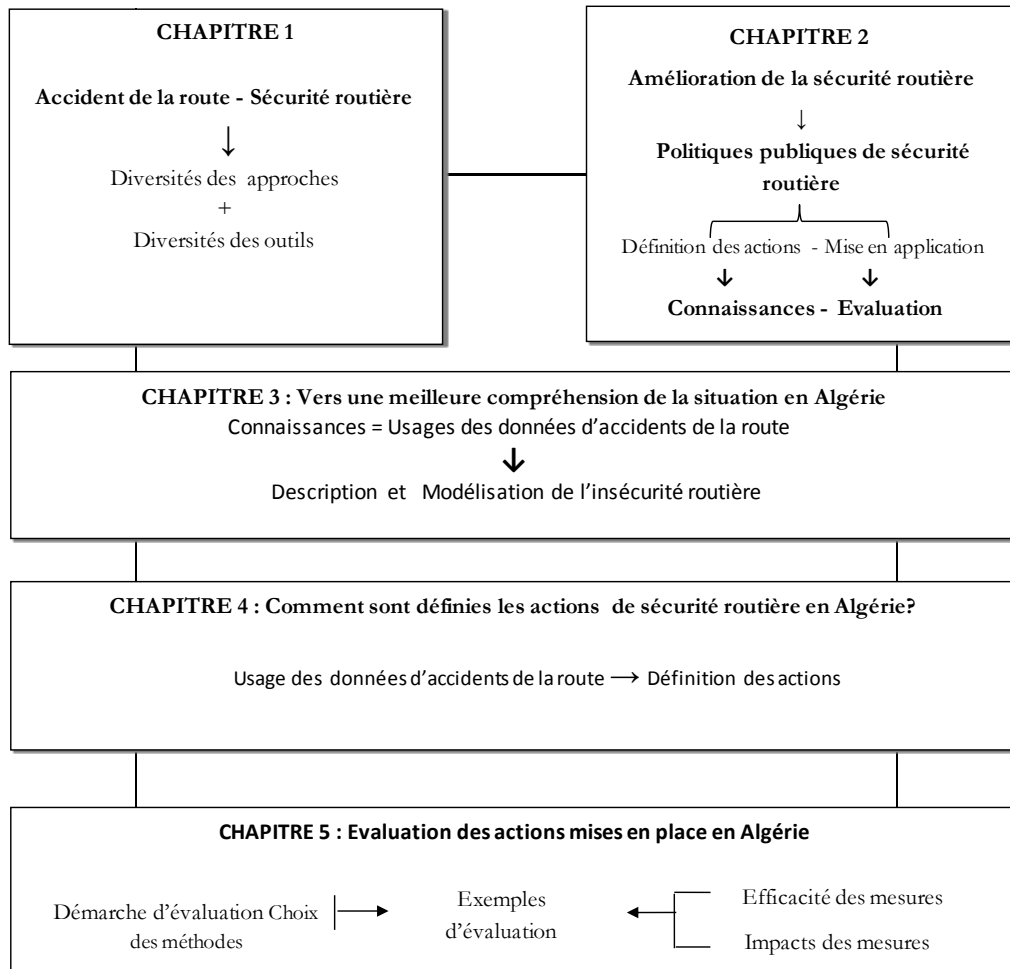 CHAPITRE 1
Accident de la route - Sécurité routière
↓
Diversités des approches
+
Diversités des outils
CHAPITRE 2
Amélioration de la sécurité routière
↓
Politiques publiques de sécurité
routière
Définition des actions - Mise en application
↓ ↓
Connaissances - Evaluation
CHAPITRE 3 : Vers une meilleure compréhension de la situation en Algérie
Connaissances = Usages des données d'accidents de la route
↓
Description et Modélisation de l'insécurité routière
CHAPITRE 4 : Comment sont définies les actions de sécurité routière en Algérie?
Usage des données d'accidents de la route → Définition des actions
CHAPITRE 5 : Evaluation des actions mises en place en Algérie
Démarche d'évaluation Choix
des méthodes
Exemples
d'évaluation
Efficacité des mesures
Impacts des mesures